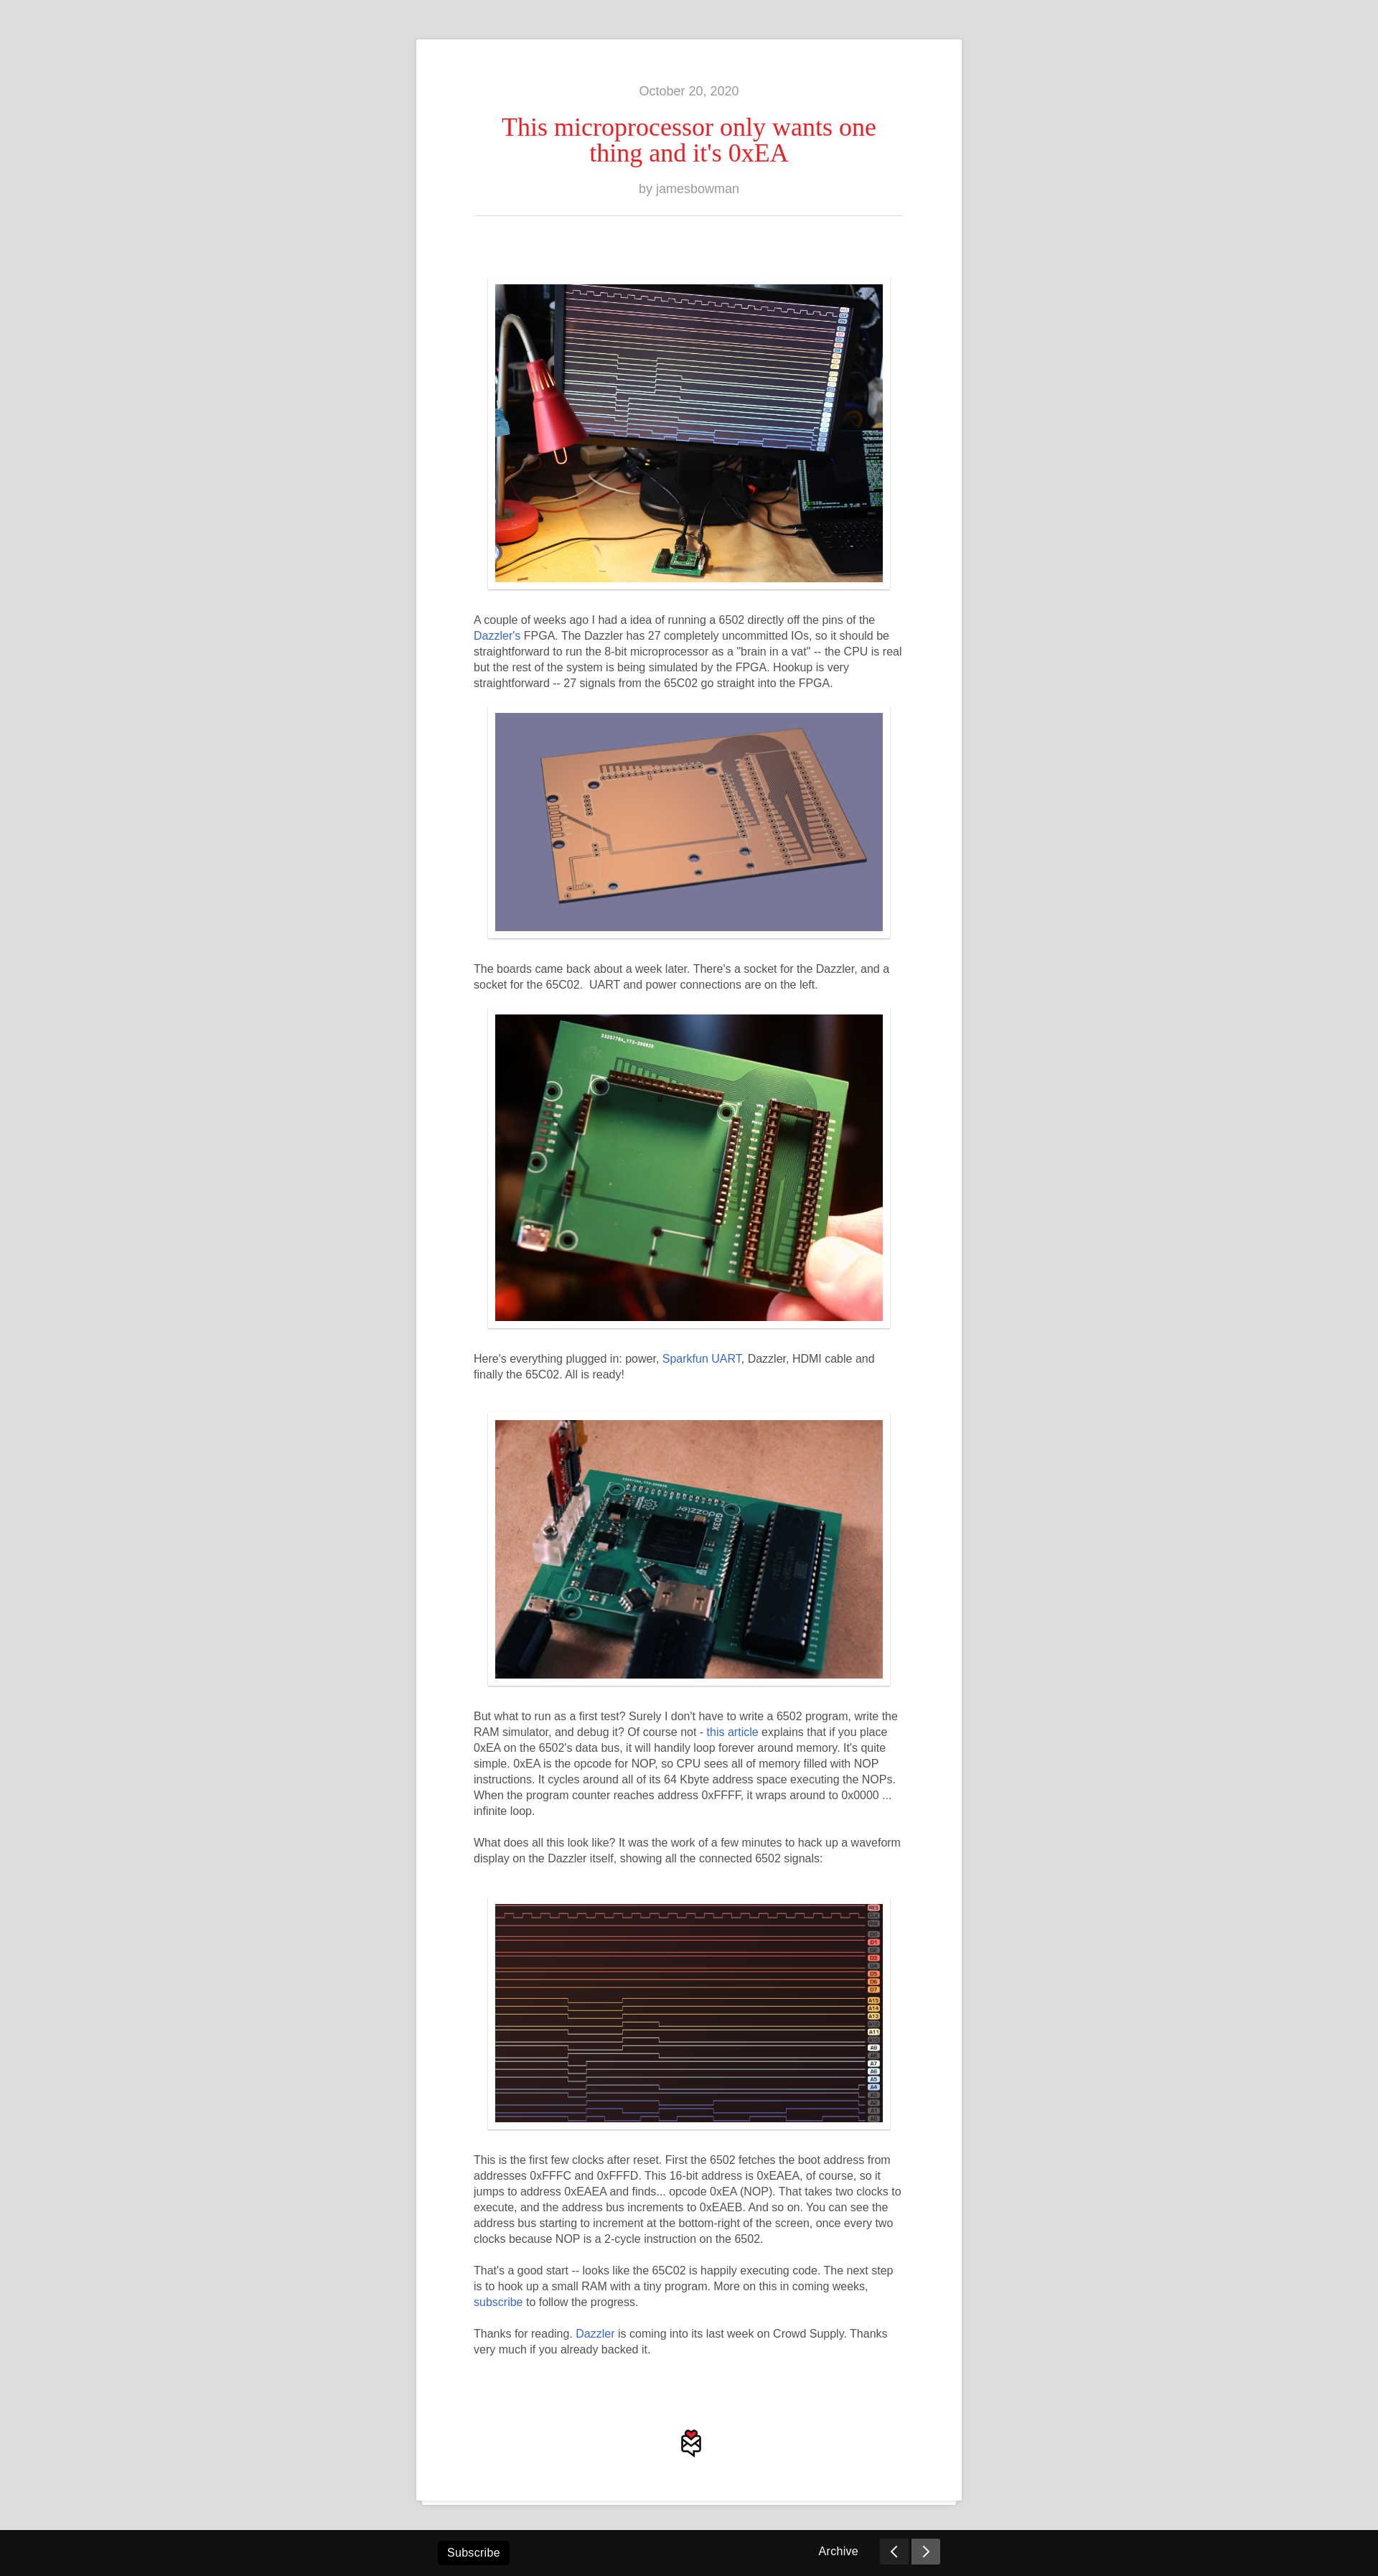 October 20, 2020
This microprocessor only wants one
thing and it's 0xEA
by jamesbowman
A couple of weeks ago I had a idea of running a 6502 directly off the pins of the
Dazzler's FPGA. The Dazzler has 27 completely uncommitted IOs, so it should be
straightforward to run the 8-bit microprocessor as a "brain in a vat" -- the CPU is real
but the rest of the system is being simulated by the FPGA. Hookup is very
straightforward -- 27 signals from the 65C02 go straight into the FPGA.
The boards came back about a week later. There's a socket for the Dazzler, and a
socket for the 65C02.  UART and power connections are on the left.
Here's everything plugged in: power, Sparkfun UART, Dazzler, HDMI cable and
finally the 65C02. All is ready!
dazzler
GD3X
But what to run as a first test? Surely I don't have to write a 6502 program, write the
RAM simulator, and debug it? Of course not - this article explains that if you place
0xEA on the 6502's data bus, it will handily loop forever around memory. It's quite
simple. 0xEA is the opcode for NOP, so CPU sees all of memory filled with NOP
instructions. It cycles around all of its 64 Kbyte address space executing the NOPs.
When the program counter reaches address 0xFFFF, it wraps around to 0x0000 ...
infinite loop.
What does all this look like? It was the work of a few minutes to hack up a waveform
display on the Dazzler itself, showing all the connected 6502 signals:
RES
D1
D3
D5
D6
D7
A15
A14
A13
A11
A9
A7
A6
A5
A4
This is the first few clocks after reset. First the 6502 fetches the boot address from
addresses 0xFFFC and 0xFFFD. This 16-bit address is 0xEAEA, of course, so it
jumps to address 0xEAEA and finds... opcode 0xEA (NOP). That takes two clocks to
execute, and the address bus increments to 0xEAEB. And so on. You can see the
address bus starting to increment at the bottom-right of the screen, once every two
clocks because NOP is a 2-cycle instruction on the 6502.
That's a good start -- looks like the 65C02 is happily executing code. The next step
is to hook up a small RAM with a tiny program. More on this in coming weeks,
subscribe to follow the progress.
Thanks for reading. Dazzler is coming into its last week on Crowd Supply. Thanks
very much if you already backed it.
Subscribe
Archive